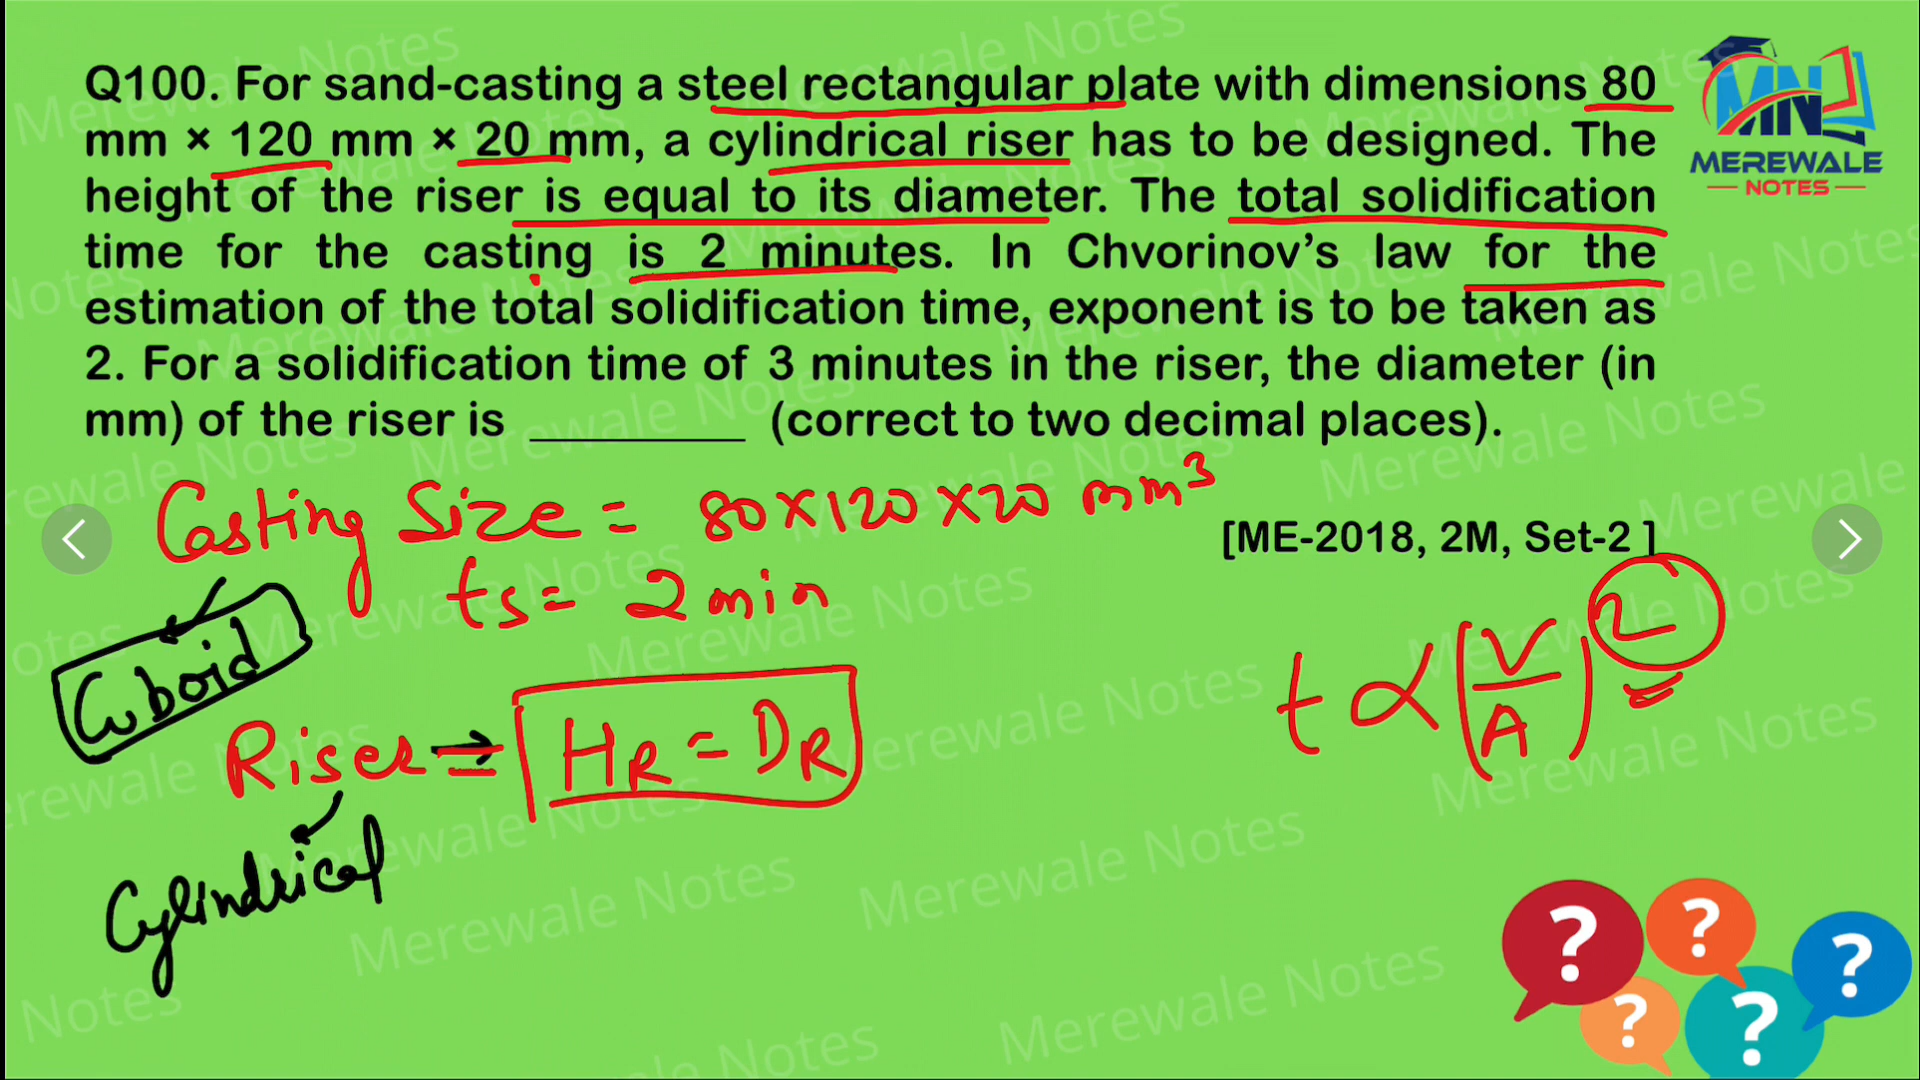 Q100. For sand-casting a steel rectangular plate with dimensions 80
mm × 120 mm × 20 mm, a cylindrical riser has to be designed. The
height of the riser is equal to its diameter. The total solidification
time for the casting is 2 minutes. In Chvorinov’s law for the
estimation of the total solidification time, exponent is to be taken as
2. For a solidification time of 3 minutes in the riser, the diameter (in
mm) of the riser is ________ (correct to two decimal places).
[ME-2018, 2M, Set-2 ]
MN
MEREWALE
NOTES
Casting Size = 80×120×20 mm³
ts = 2 min
Cuboid
Riser ⇒ HR = DR
Cylindrical
t ∝ (V/A)²
? ? ? ? ?
Merewale Notes